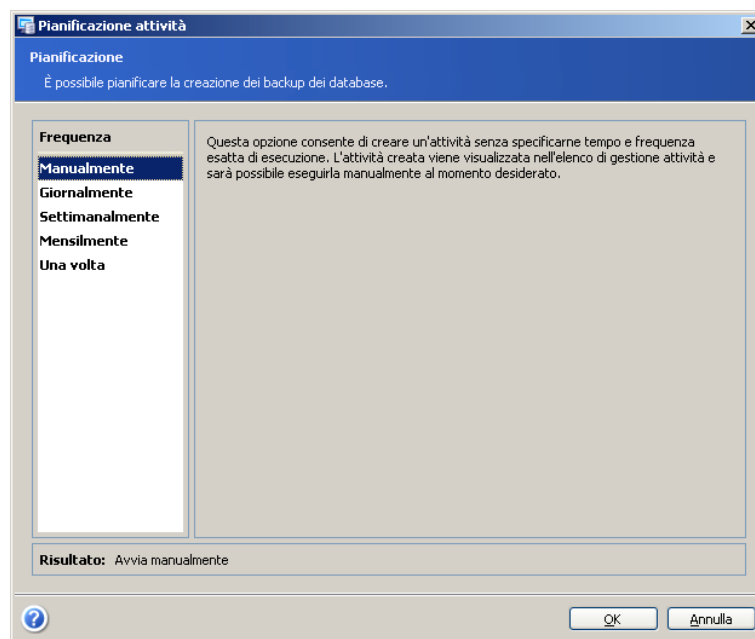 Pianificazione attività
Pianificazione
È possibile pianificare la creazione dei backup dei database.
Frequenza
Manualmente
Giornalmente
Settimanalmente
Mensilmente
Una volta
Questa opzione consente di creare un'attività senza specificarne tempo e frequenza
esatta di esecuzione. L'attività creata viene visualizzata nell'elenco di gestione attività e
sarà possibile eseguirla manualmente al momento desiderato.
Risultato: Avvia manualmente
OK
Annulla